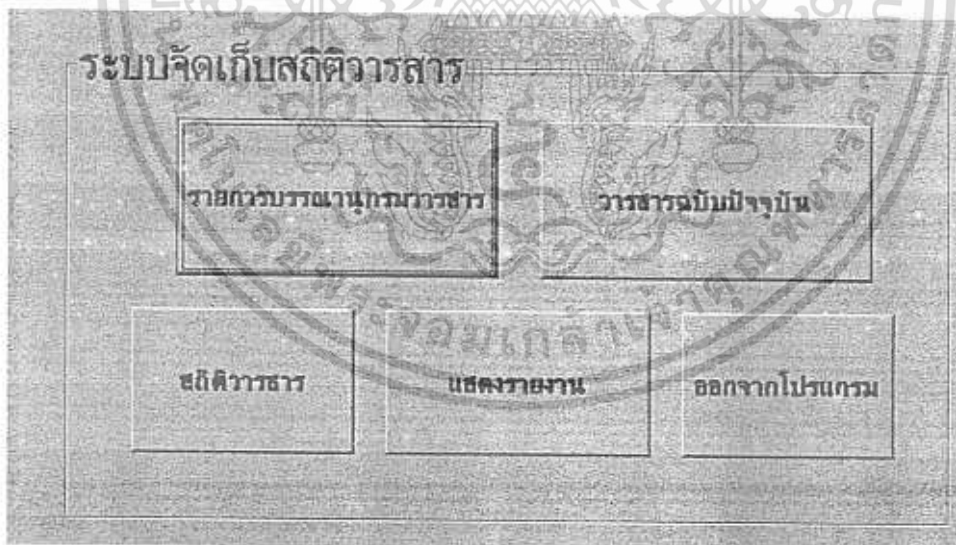 ระบบจัดเก็บสถิติวารสาร
รายการบรรณานุกรมวารสาร
วารสารฉบับปัจจุบัน
สถิติวารสาร
แสดงรายงาน
ออกจากโปรแกรม